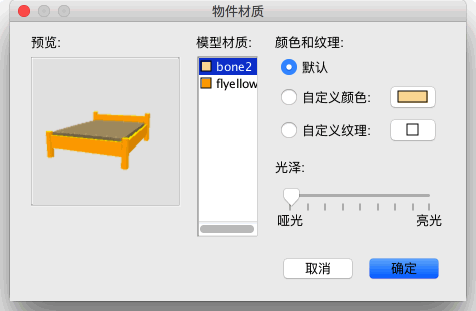 物件材质
预览:
模型材质:
颜色和纹理:
bone2
flyellow
默认
自定义颜色:
自定义纹理:
光泽:
哑光
亮光
取消
确定